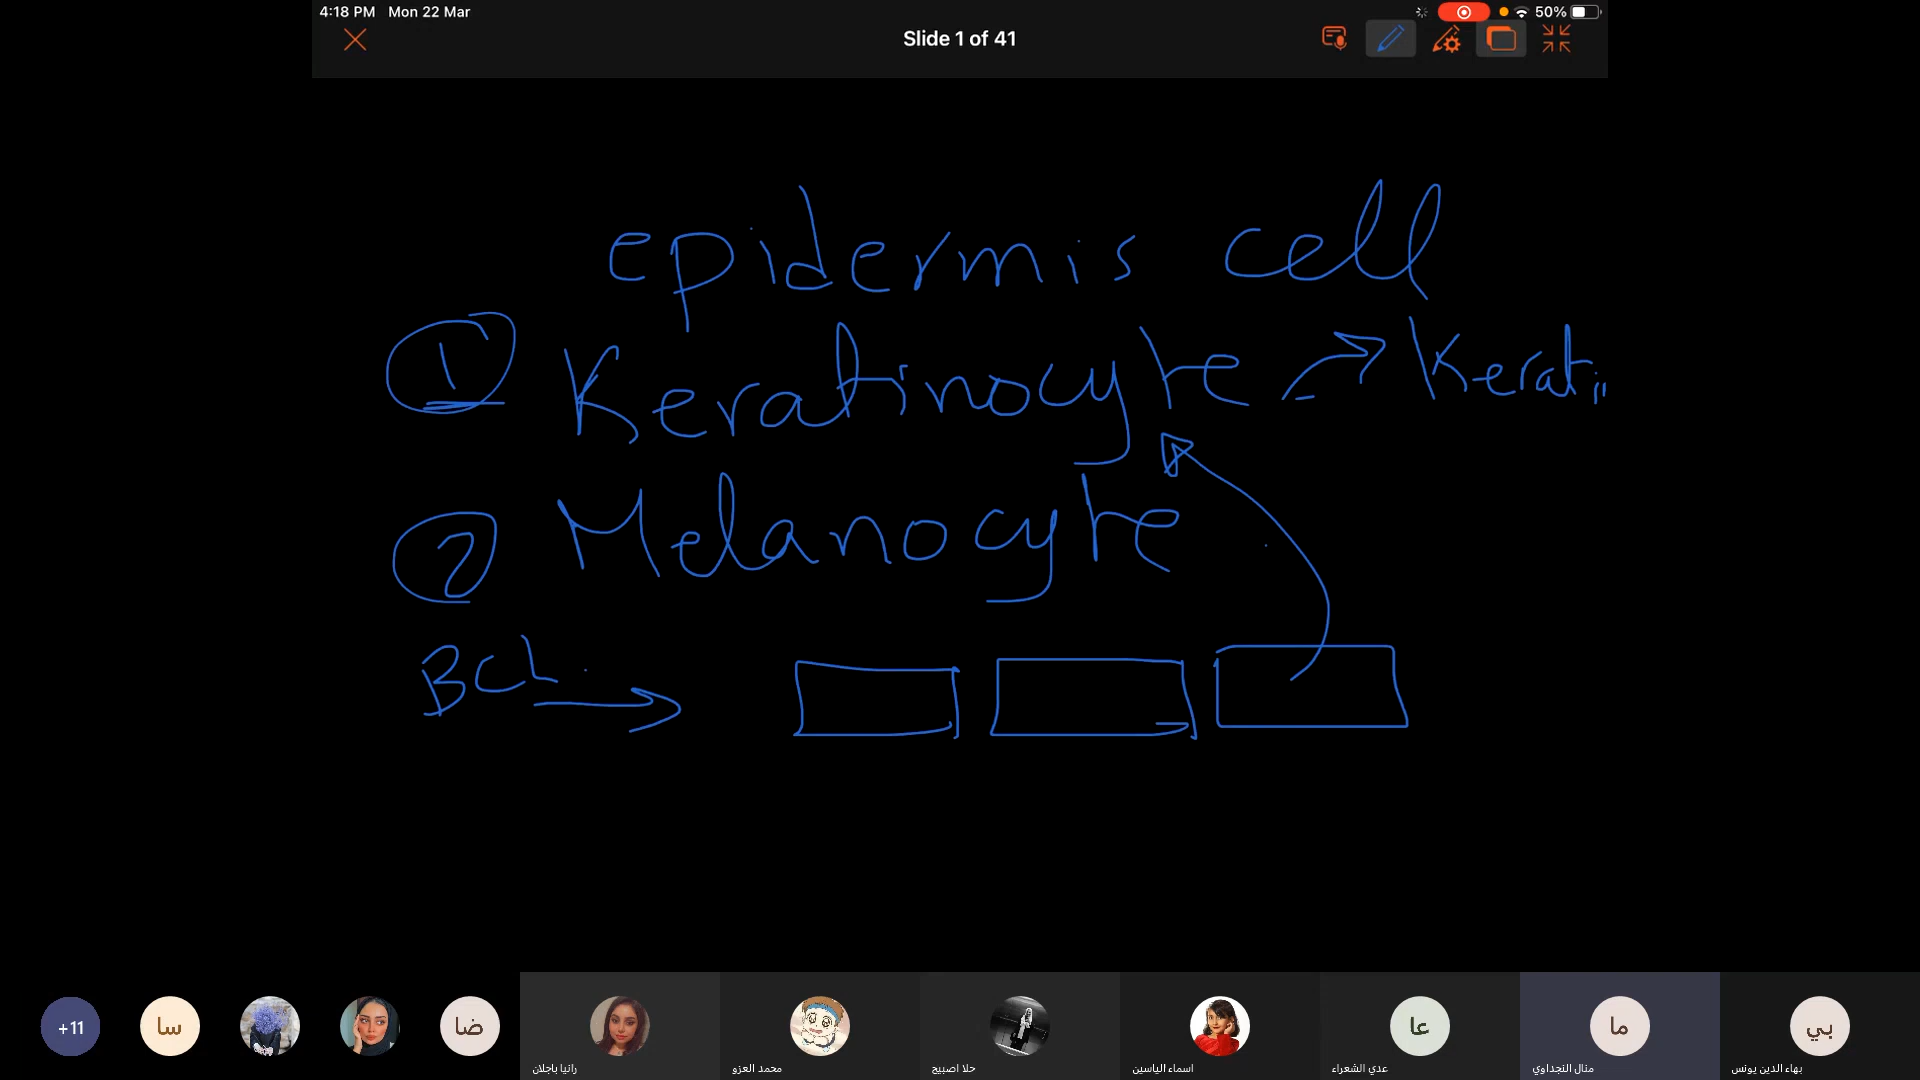 4:18 PM Mon 22 Mar
50%
Slide 1 of 41
epidermis cell
1 Keratinocyte → Keratin
2 Melanocyte
BCL →
+11
سا
ضا
عا
ما
بي
رانيا باجلان
محمد العزو
حلا اصبيح
اسماء الياسين
عدي الشعراء
منال النجداوي
بهاء الدين يونس